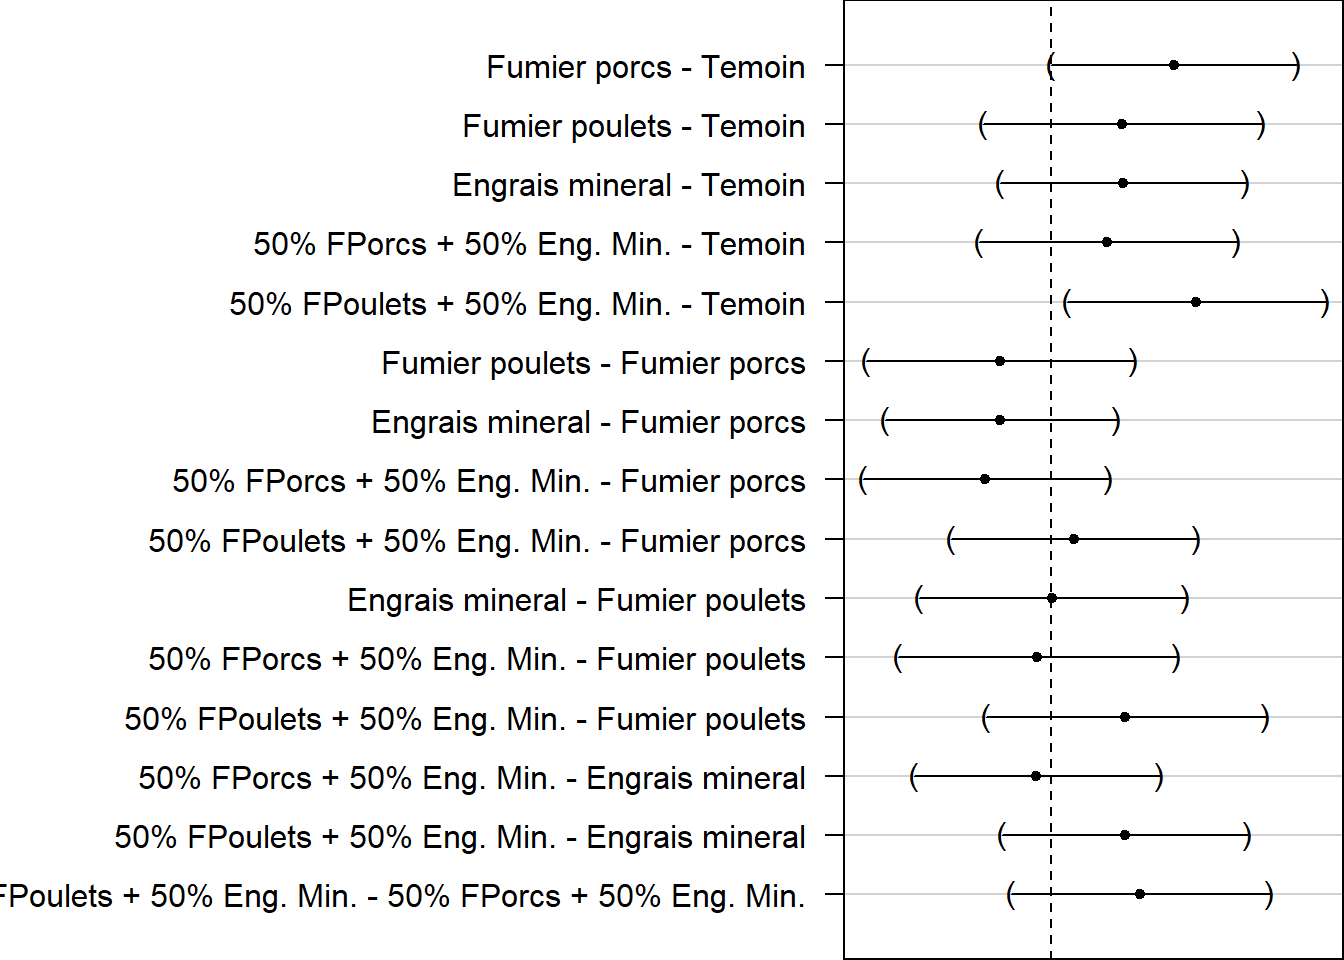 Fumier porcs - Temoin
Fumier poulets - Temoin
Engrais mineral - Temoin
50% FPorcs + 50% Eng. Min. - Temoin
50% FPoulets + 50% Eng. Min. - Temoin
Fumier poulets - Fumier porcs
Engrais mineral - Fumier porcs
50% FPorcs + 50% Eng. Min. - Fumier porcs
50% FPoulets + 50% Eng. Min. - Fumier porcs
Engrais mineral - Fumier poulets
50% FPorcs + 50% Eng. Min. - Fumier poulets
50% FPoulets + 50% Eng. Min. - Fumier poulets
50% FPorcs + 50% Eng. Min. - Engrais mineral
50% FPoulets + 50% Eng. Min. - Engrais mineral
FPoulets + 50% Eng. Min. - 50% FPorcs + 50% Eng. Min.